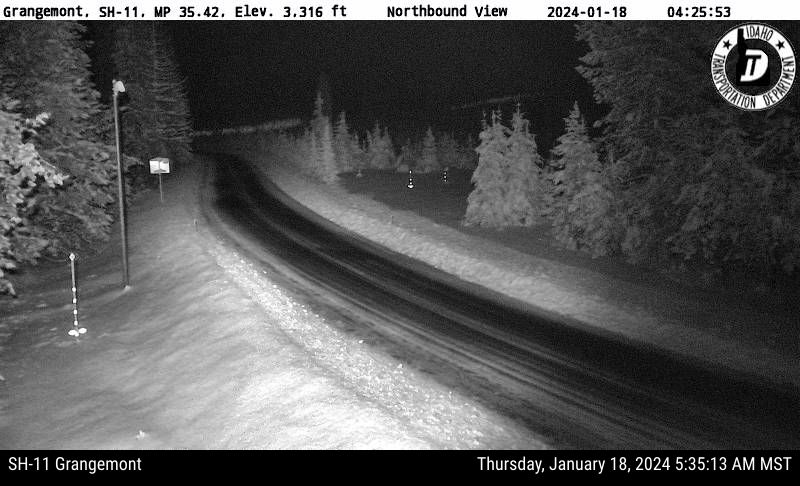 Grangemont, SH-11, MP 35.42, Elev. 3,316 ft Northbound View 2024-01-18 04:25:53
IDAHO
TRANSPORTATION DEPARTMENT
SH-11 Grangemont Thursday, January 18, 2024 5:35:13 AM MST